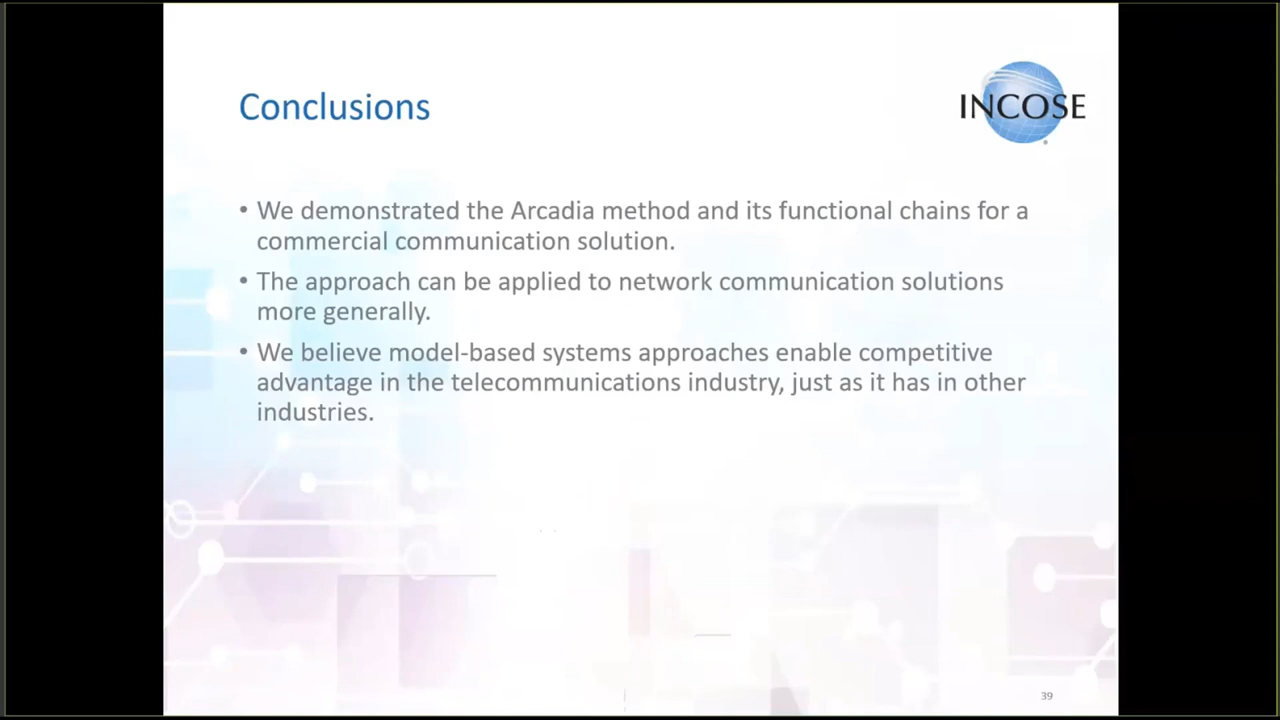 Conclusions
INCOSE
• We demonstrated the Arcadia method and its functional chains for a
commercial communication solution.
• The approach can be applied to network communication solutions
more generally.
• We believe model-based systems approaches enable competitive
advantage in the telecommunications industry, just as it has in other
industries.
39